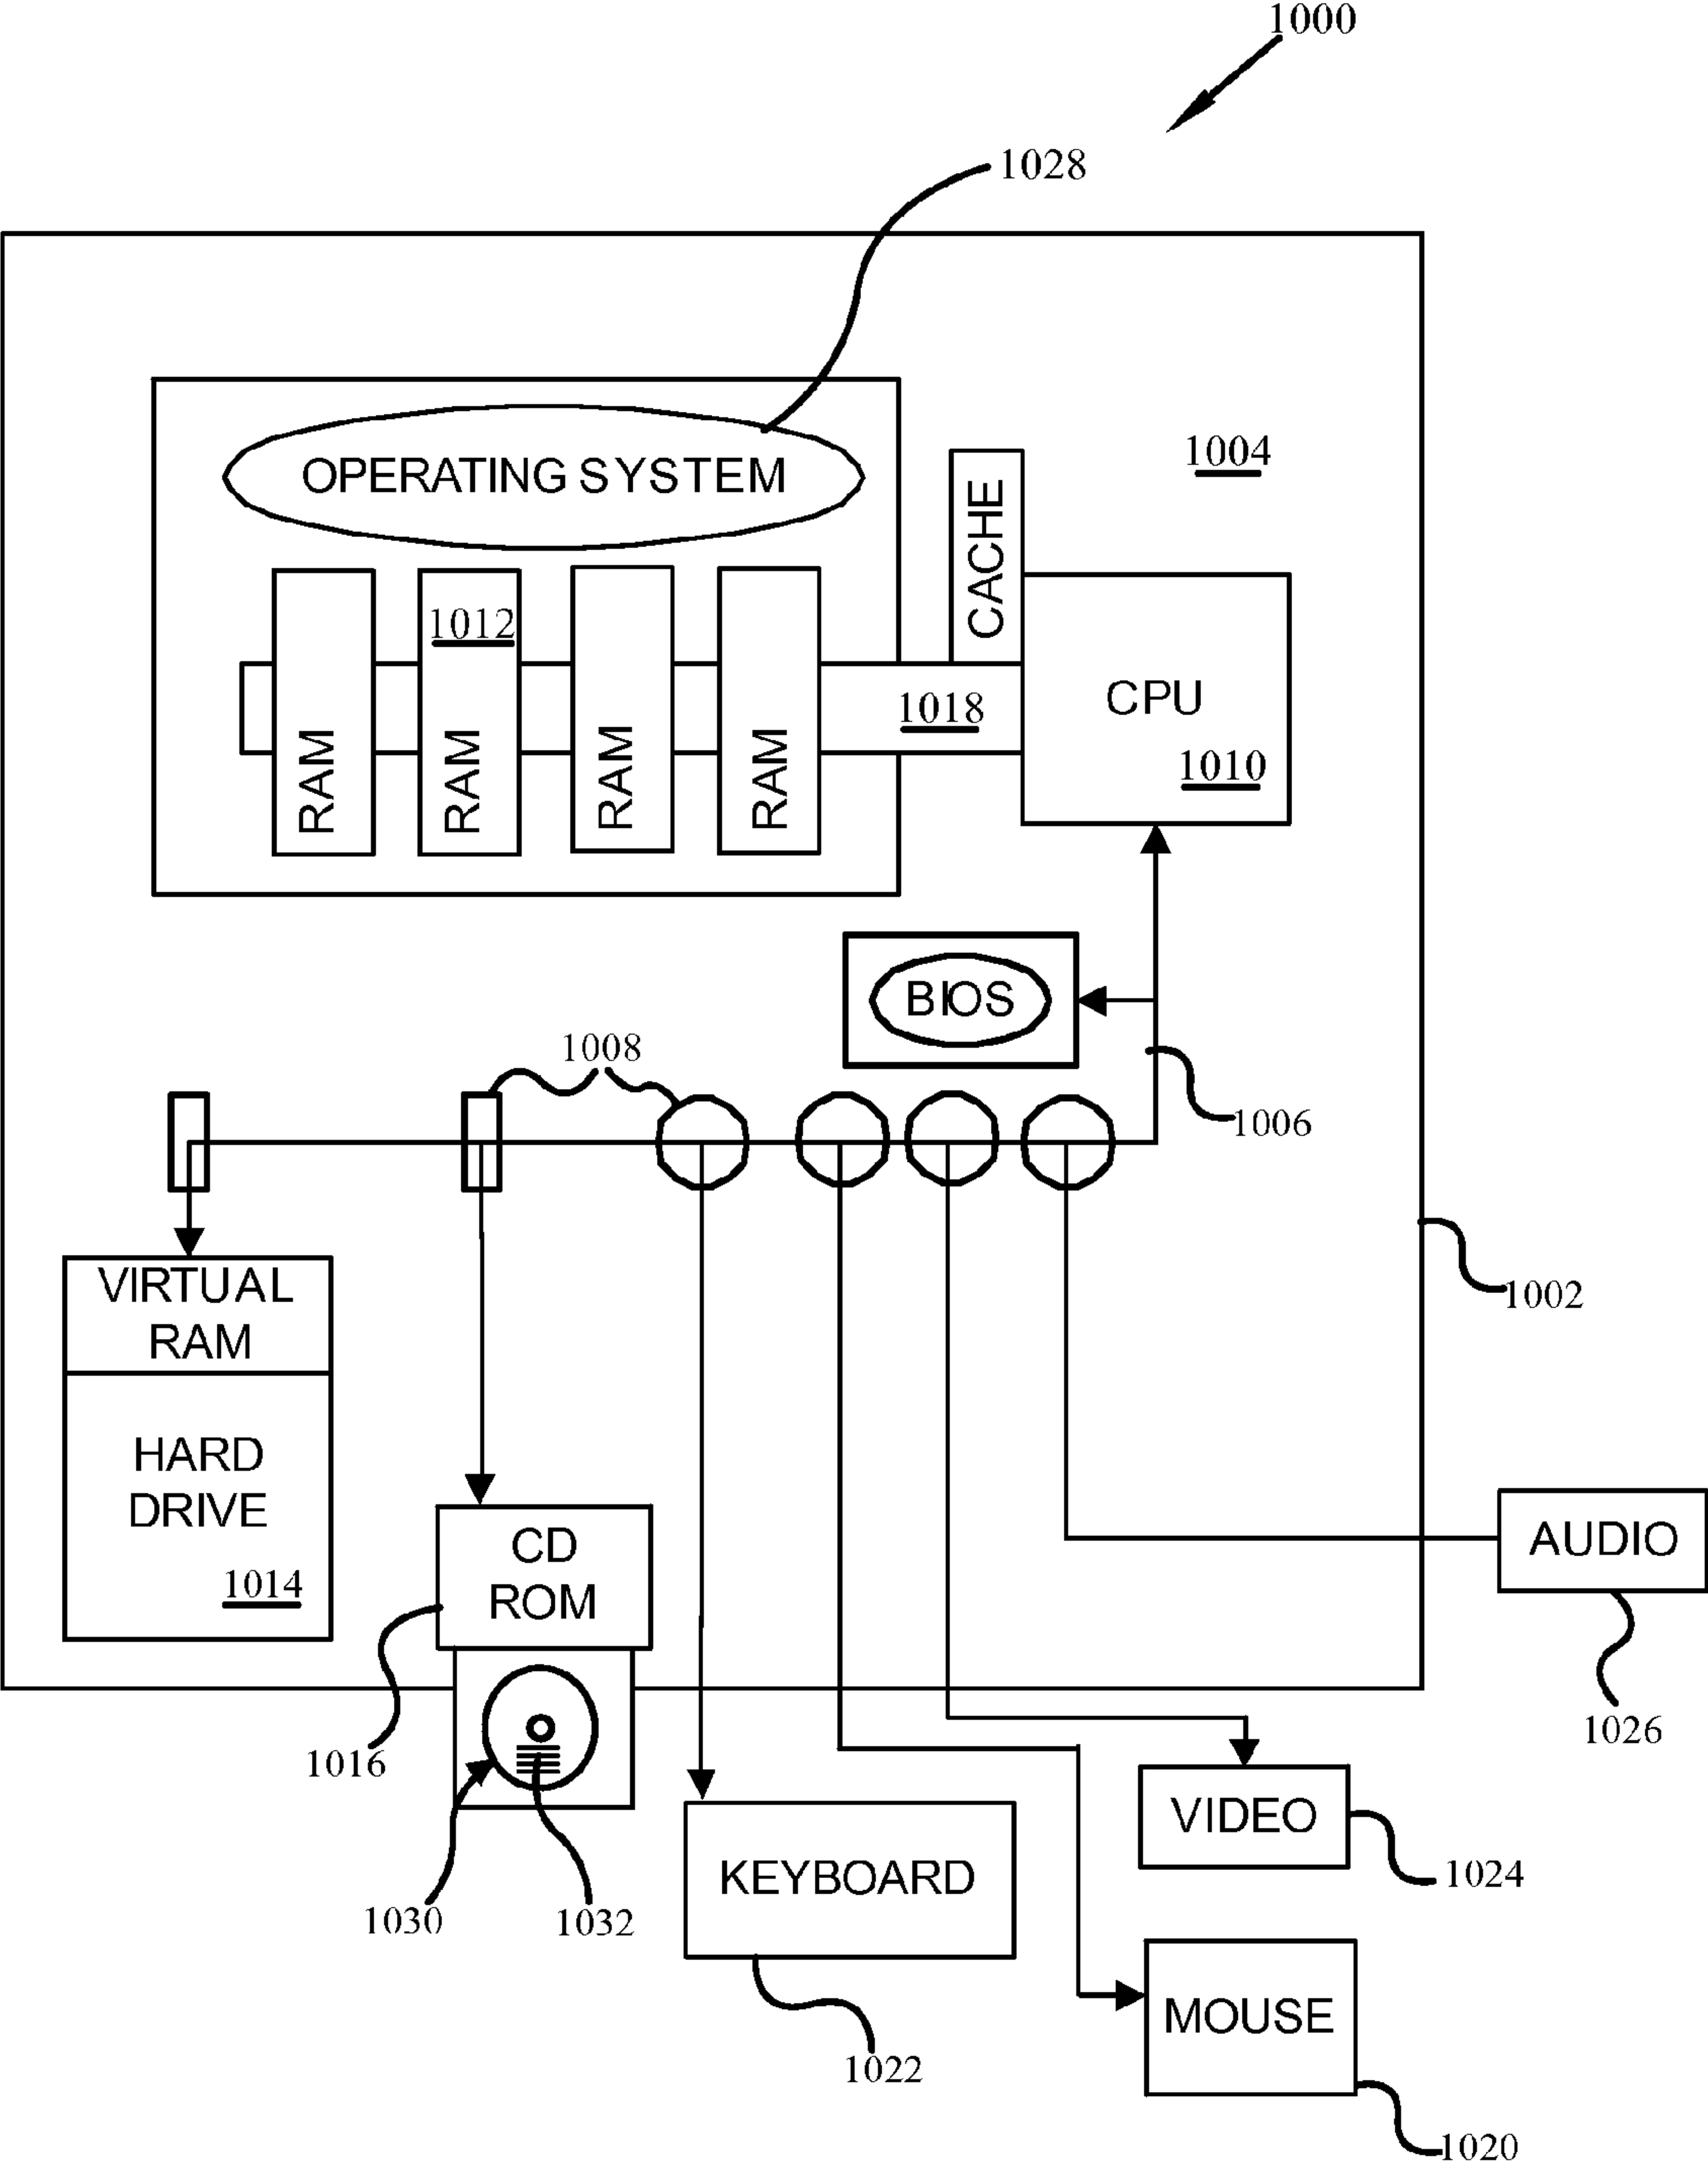 1000
1028
OPERATING SYSTEM
1004
CACHE
1012
CPU
1018
RAM
RAM
RAM
RAM
1010
BIOS
1008
1006
VIRTUAL
RAM
1002
HARD
DRIVE
1014
CD
ROM
AUDIO
1026
1016
VIDEO
KEYBOARD
1024
1030
1032
MOUSE
1022
1020